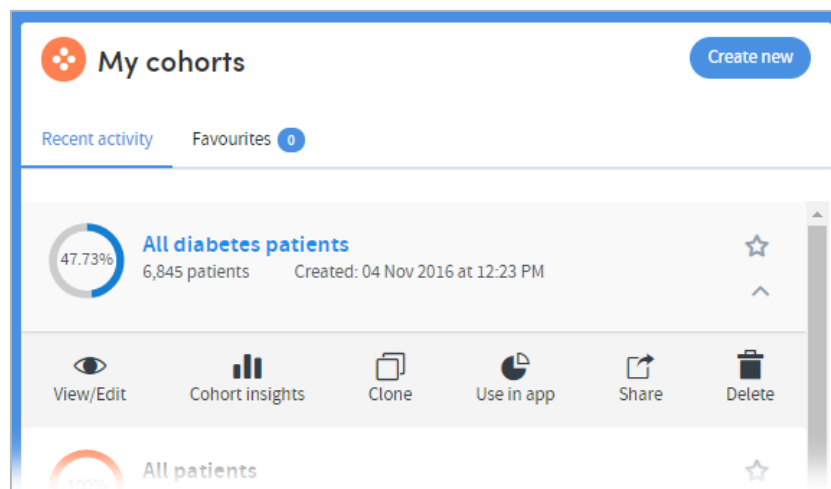 My cohorts
Create new
Recent activity Favourites 0
47.73%
All diabetes patients
6,845 patients Created: 04 Nov 2016 at 12:23 PM
View/Edit Cohort insights Clone Use in app Share Delete
All patients
100%